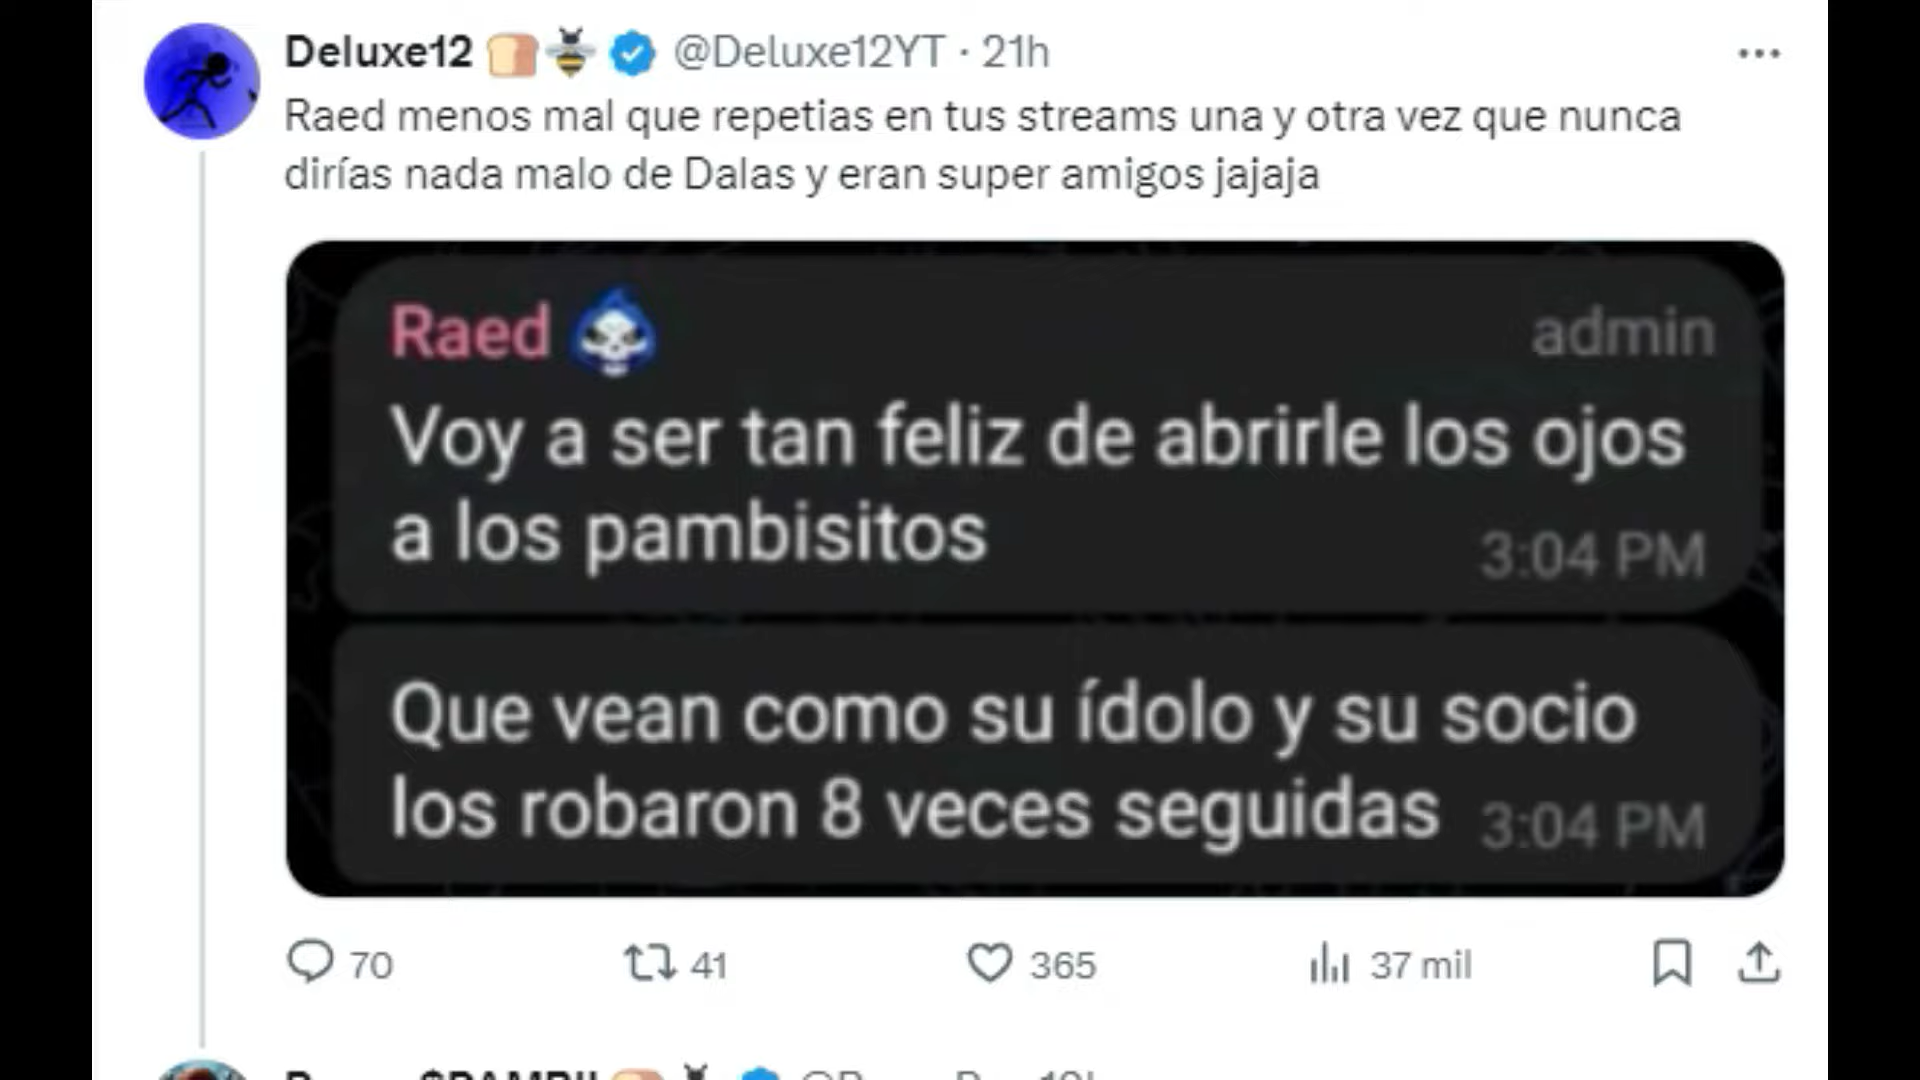 Deluxe12 @Deluxe12YT · 21h
Raed menos mal que repetias en tus streams una y otra vez que nunca
dirías nada malo de Dalas y eran super amigos jajaja
Raed admin
Voy a ser tan feliz de abrirle los ojos
a los pambisitos 3:04 PM
Que vean como su ídolo y su socio
los robaron 8 veces seguidas 3:04 PM
70 41 365 37 mil